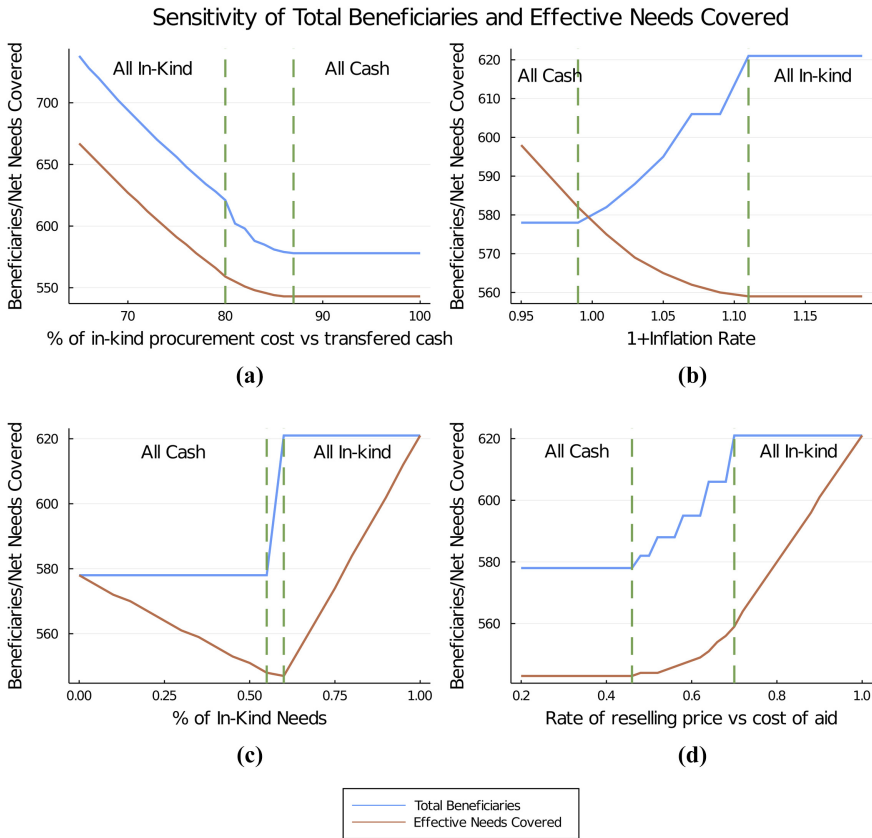 Sensitivity of Total Beneficiaries and Effective Needs Covered
Beneficiaries/Net Needs Covered
All In-Kind
All Cash
700
650
600
550
70
80
90
100
% of in-kind procurement cost vs transfered cash
(a)
Beneficiaries/Net Needs Covered
All Cash
All In-kind
620
610
600
590
580
570
560
0.95
1.00
1.05
1.10
1.15
1+Inflation Rate
(b)
Beneficiaries/Net Needs Covered
All Cash
All In-kind
620
600
580
560
0.00
0.25
0.50
0.75
1.00
% of In-Kind Needs
(c)
Beneficiaries/Net Needs Covered
All Cash
All In-kind
620
600
580
560
0.2
0.4
0.6
0.8
1.0
Rate of reselling price vs cost of aid
(d)
Total Beneficiaries
Effective Needs Covered